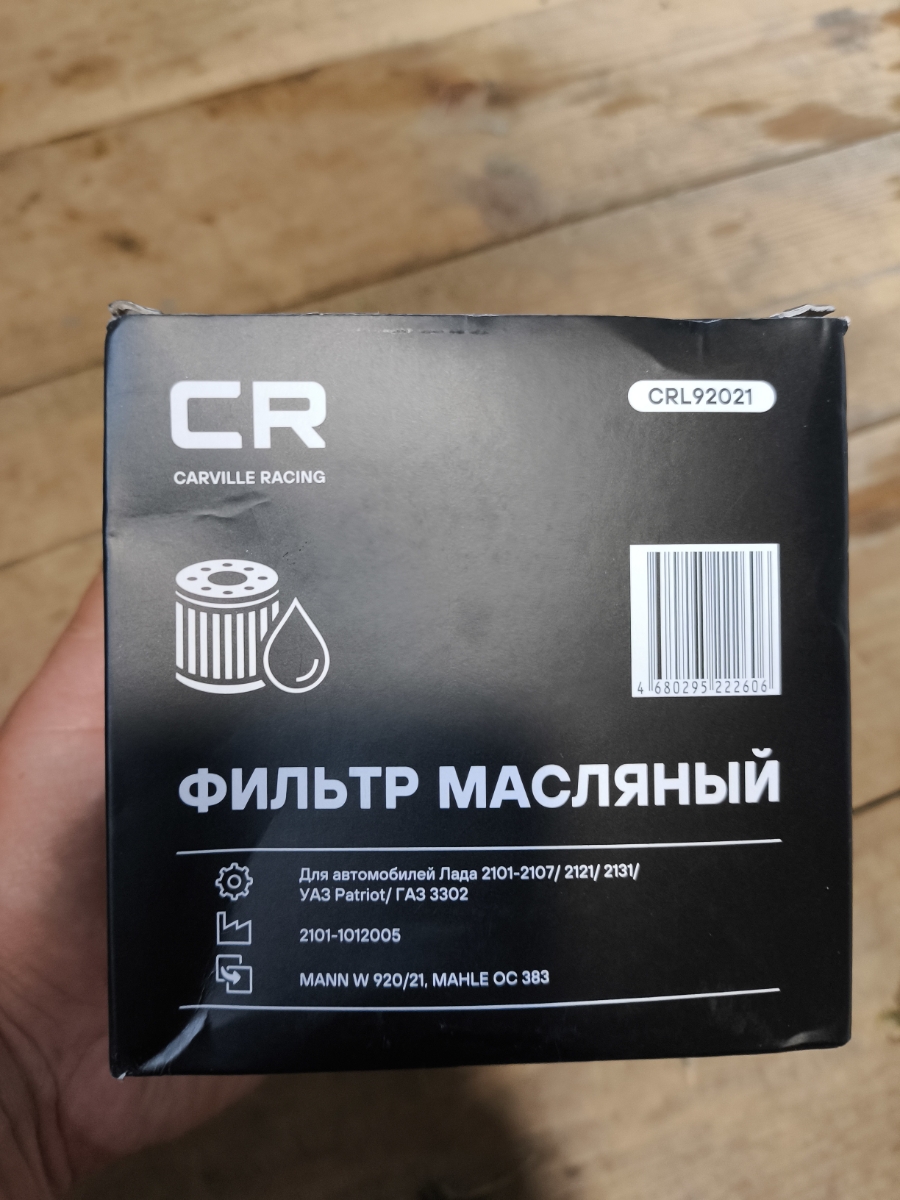 CR
CARVILLE RACING
CRL92021
4 680295 222606
ФИЛЬТР МАСЛЯНЫЙ
Для автомобилей Лада 2101-2107/ 2121/ 2131/
УАЗ Patriot/ ГАЗ 3302
2101-1012005
MANN W 920/21, MAHLE OC 383